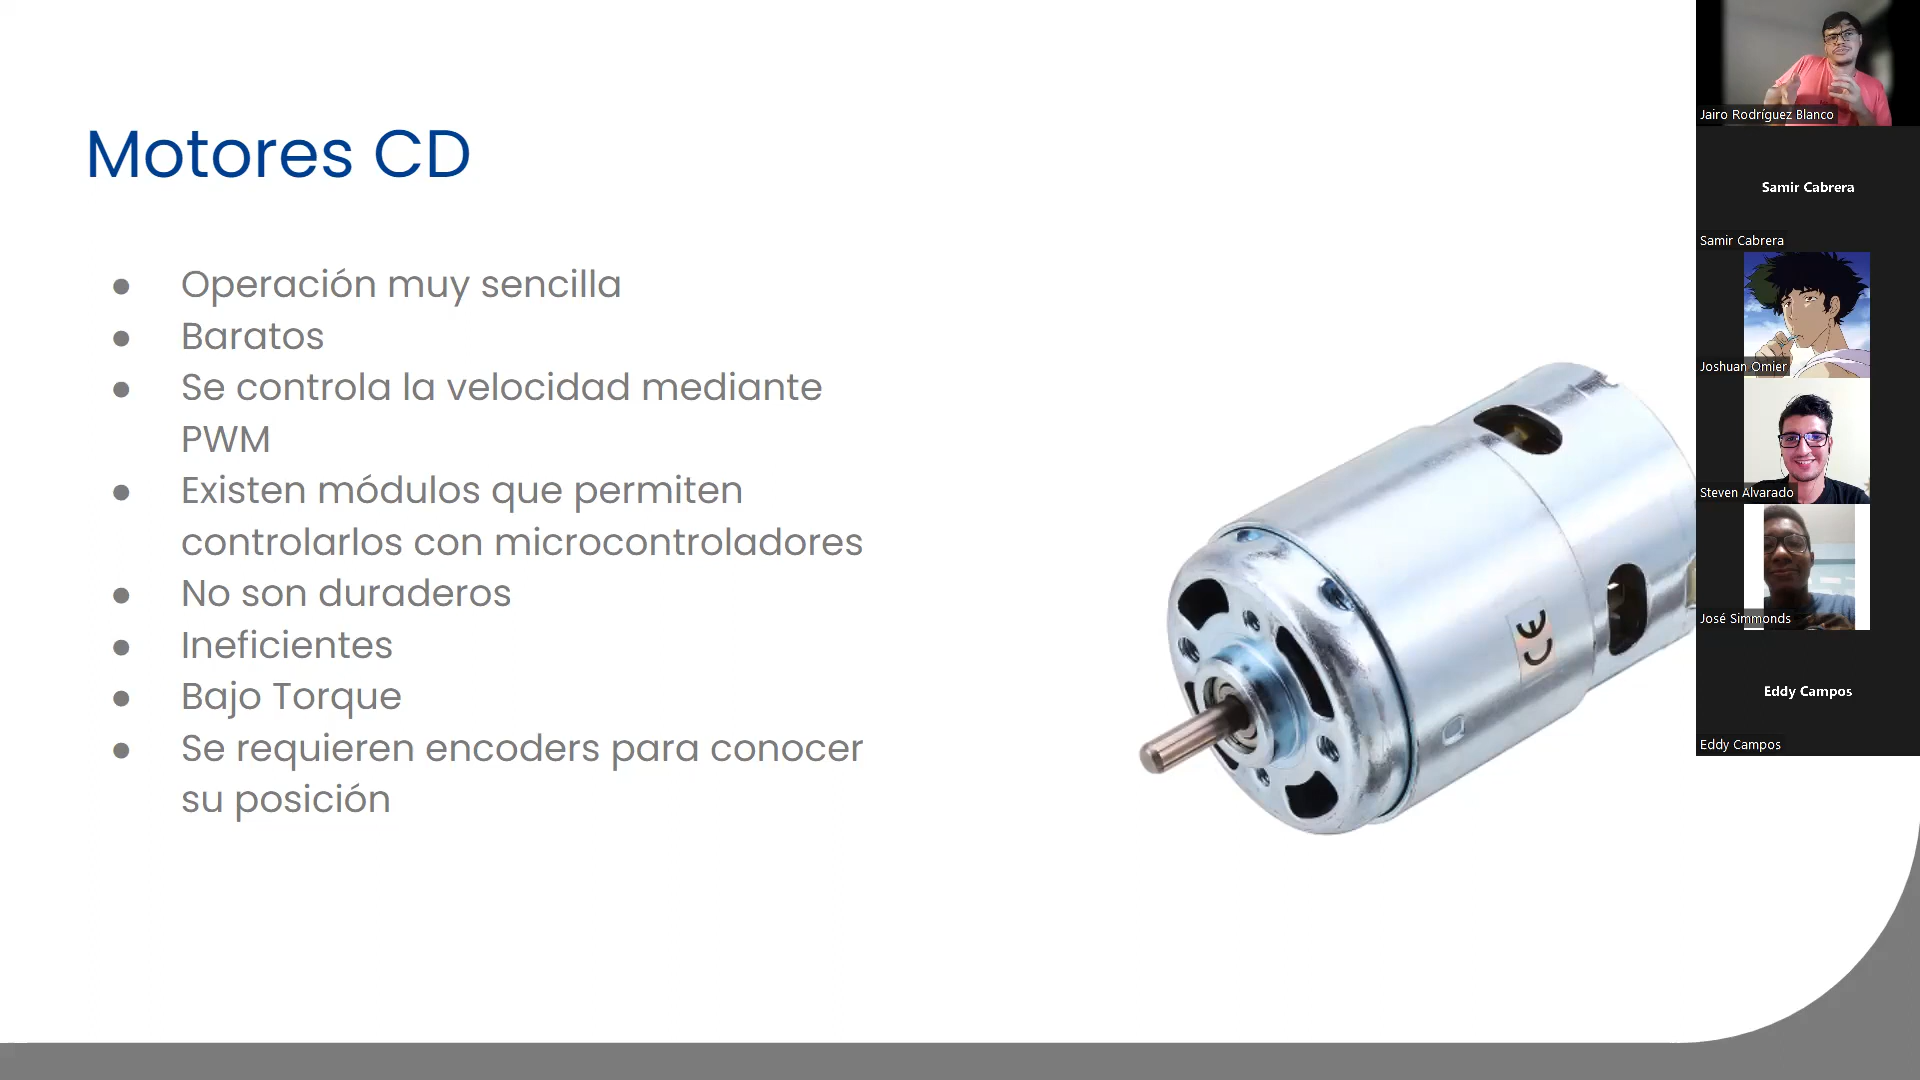 Motores CD
● Operación muy sencilla
● Baratos
● Se controla la velocidad mediante
PWM
● Existen módulos que permiten
controlarlos con microcontroladores
● No son duraderos
● Ineficientes
● Bajo Torque
● Se requieren encoders para conocer
su posición
CE
Jairo Rodríguez Blanco
Samir Cabrera
Samir Cabrera
Joshuan Omier
Steven Alvarado
José Simmonds
Eddy Campos
Eddy Campos